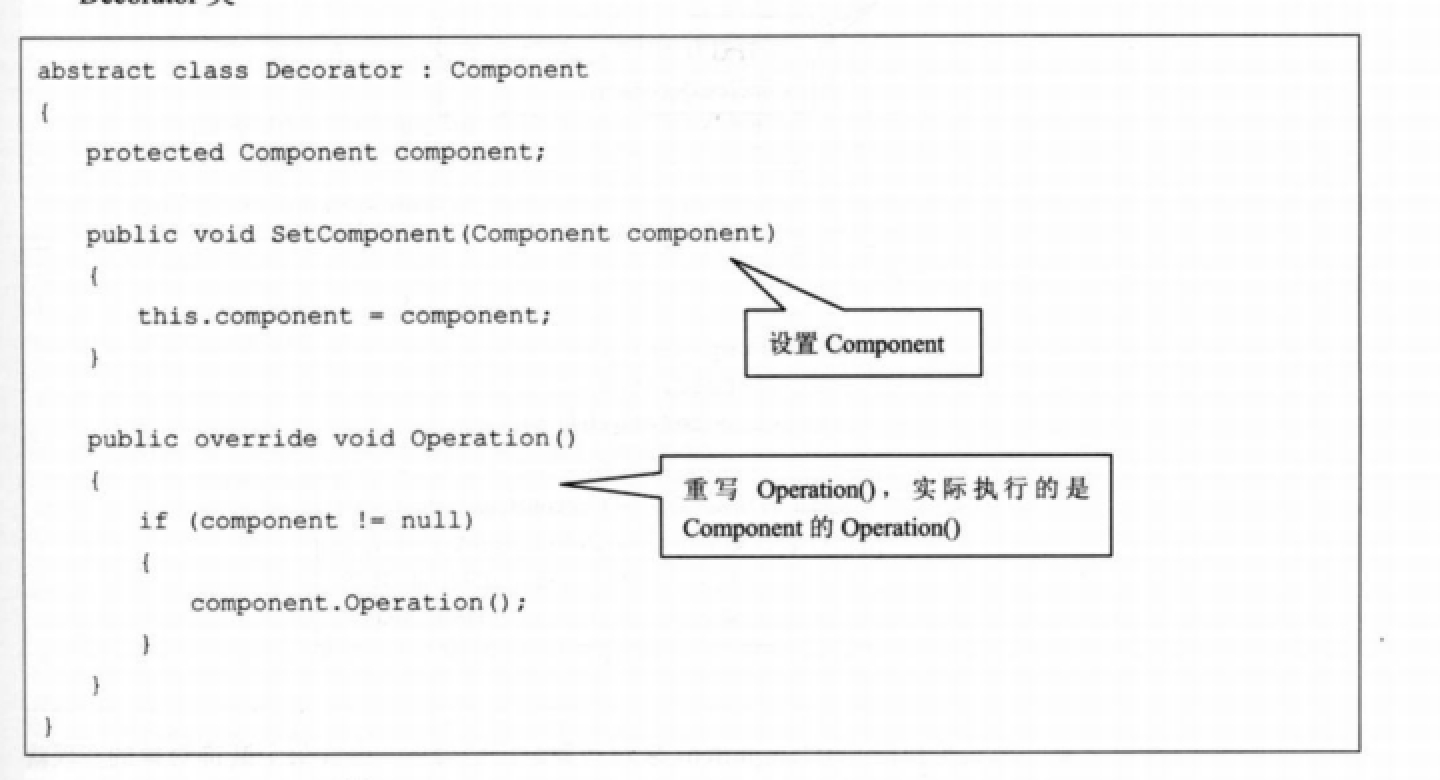 abstract class Decorator : Component
{
protected Component component;
public void SetComponent(Component component)
{
this.component = component;
}
设置 Component
public override void Operation()
{
重写 Operation()，实际执行的是
Component 的 Operation()
if (component != null)
{
component.Operation();
}
}
}